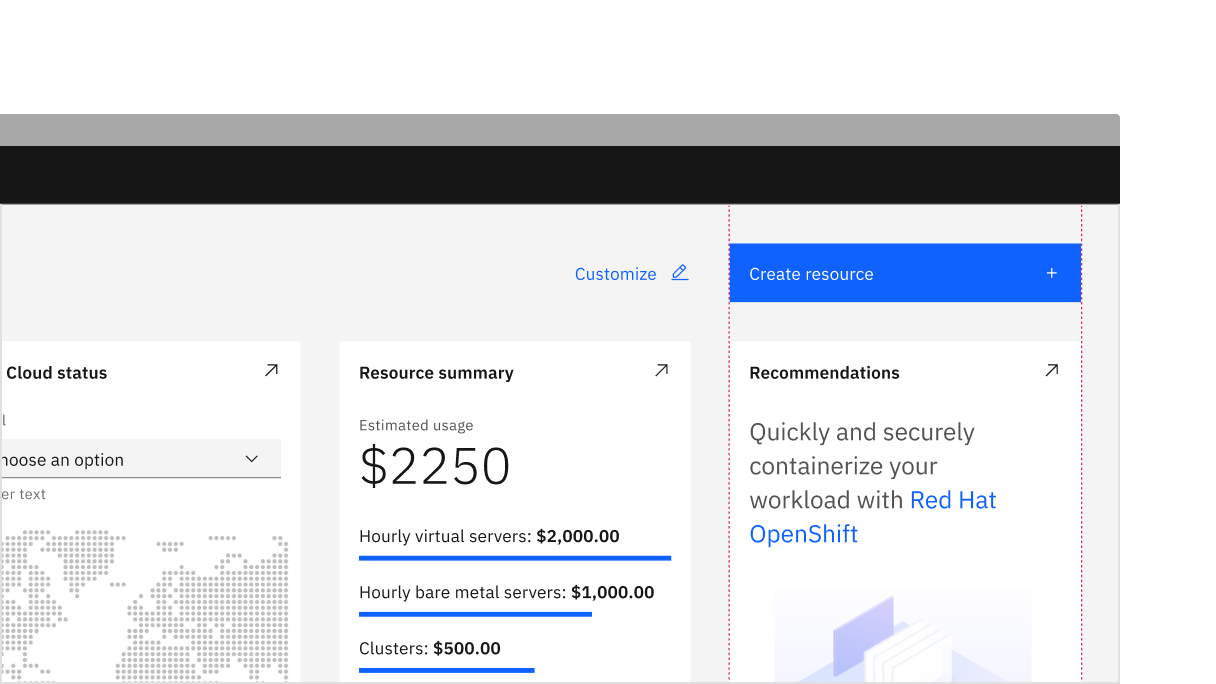 Customize
Create resource +
Cloud status
Resource summary
Recommendations
l
hoose an option
er text
Estimated usage
$2250
Hourly virtual servers: $2,000.00
Hourly bare metal servers: $1,000.00
Clusters: $500.00
Quickly and securely
containerize your
workload with Red Hat
OpenShift